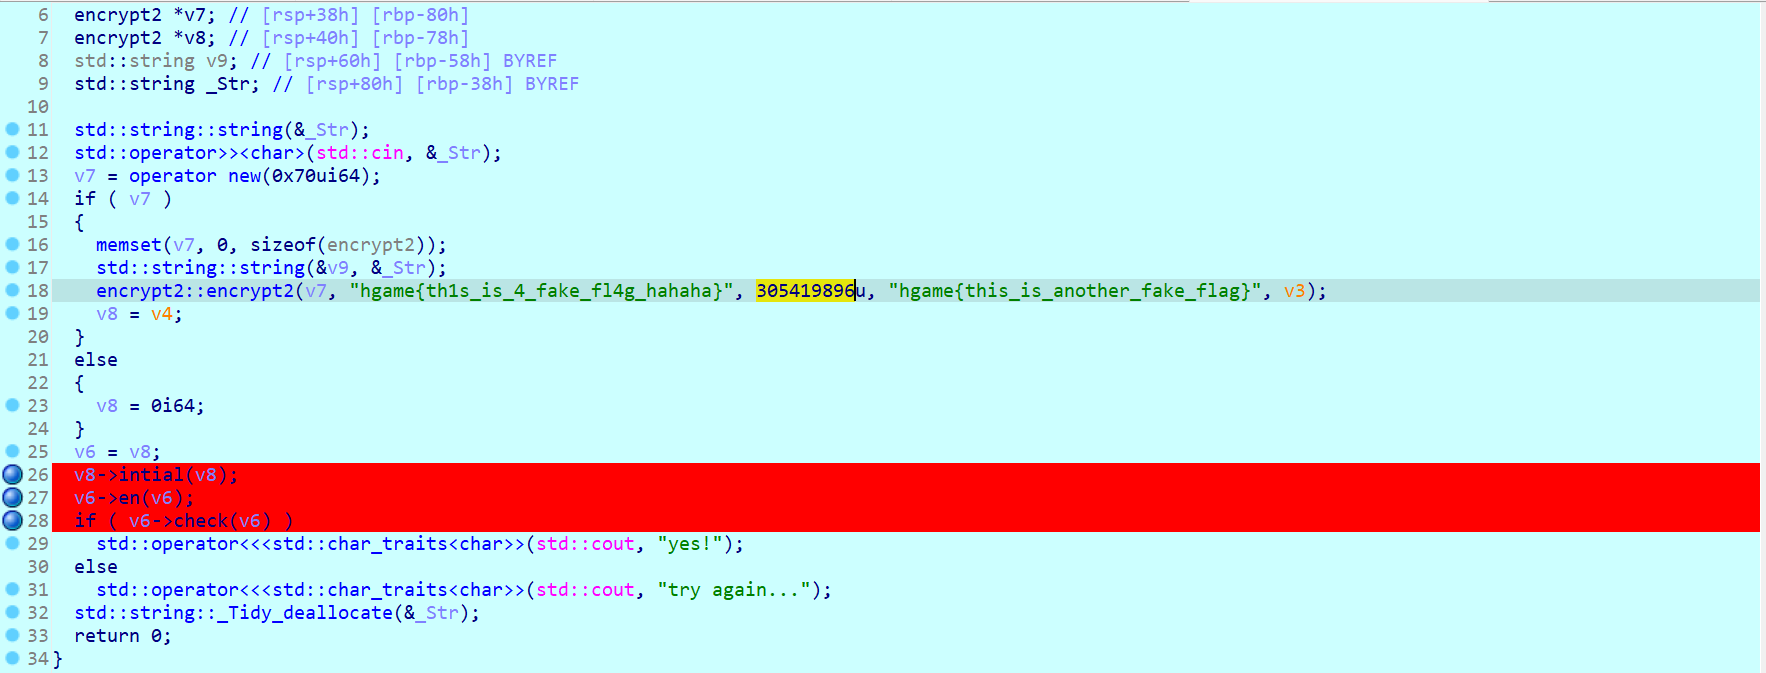 6 encrypt2 *v7; // [rsp+38h] [rbp-80h]
7 encrypt2 *v8; // [rsp+40h] [rbp-78h]
8 std::string v9; // [rsp+60h] [rbp-58h] BYREF
9 std::string _Str; // [rsp+80h] [rbp-38h] BYREF
10
11 std::string::string(&_Str);
12 std::operator>><char>(std::cin, &_Str);
13 v7 = operator new(0x70ui64);
14 if ( v7 )
15 {
16 memset(v7, 0, sizeof(encrypt2));
17 std::string::string(&v9, &_Str);
18 encrypt2::encrypt2(v7, "hgame{th1s_is_4_fake_fl4g_hahaha}", 305419896u, "hgame{this_is_another_fake_flag}", v3);
19 v8 = v4;
20 }
21 else
22 {
23 v8 = 0i64;
24 }
25 v6 = v8;
26 v8->intial(v8);
27 v6->en(v6);
28 if ( v6->check(v6) )
29 std::operator<<<std::char_traits<char>>(std::cout, "yes!");
30 else
31 std::operator<<<std::char_traits<char>>(std::cout, "try again...");
32 std::string::_Tidy_deallocate(&_Str);
33 return 0;
34 }